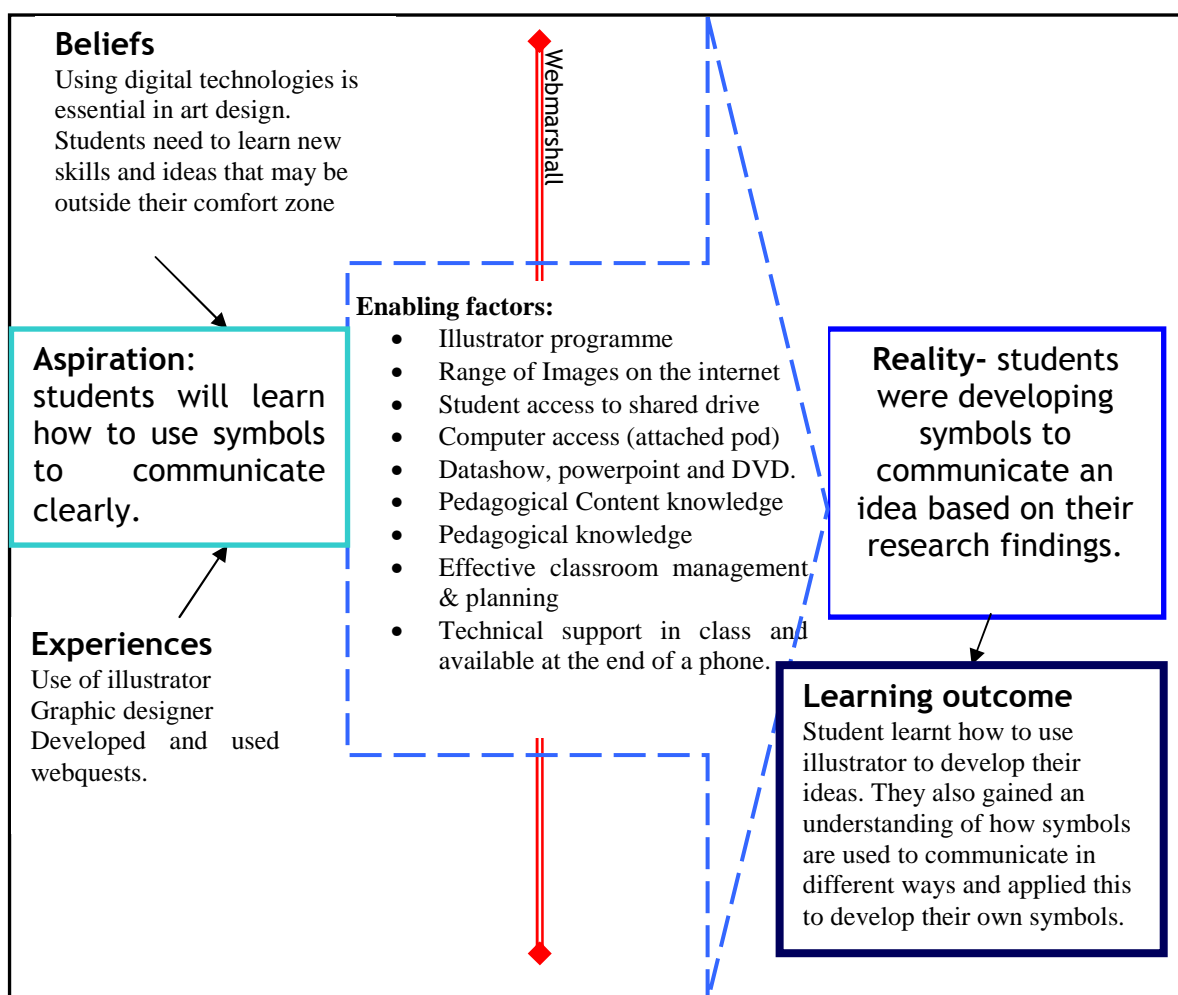 Beliefs
Using digital technologies is
essential in art design.
Students need to learn new
skills and ideas that may be
outside their comfort zone
Webmarshall
Aspiration:
students will learn
how to use symbols
to communicate
clearly.
Experiences
Use of illustrator
Graphic designer
Developed and used
webquests.
Enabling factors:
• Illustrator programme
• Range of Images on the internet
• Student access to shared drive
• Computer access (attached pod)
• Datashow, powerpoint and DVD.
• Pedagogical Content knowledge
• Pedagogical knowledge
• Effective classroom management
& planning
• Technical support in class and
available at the end of a phone.
Reality- students
were developing
symbols to
communicate an
idea based on their
research findings.
Learning outcome
Student learnt how to use
illustrator to develop their
ideas. They also gained an
understanding of how symbols
are used to communicate in
different ways and applied this
to develop their own symbols.